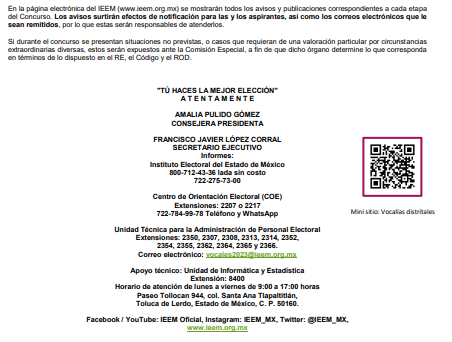 En la página electrónica del IEEM (www.ieem.org.mx) se mostrarán todos los avisos y publicaciones correspondientes a cada etapa
del Concurso. Los avisos surtirán efectos de notificación para las y los aspirantes, así como los correos electrónicos que le
sean remitidos, por lo que estas serán responsables de atenderlos.
Si durante el concurso se presentan situaciones no previstas, o casos que requieran de una valoración particular por circunstancias
extraordinarias diversas, estos serán expuestos ante la Comisión Especial, a fin de que dicho órgano determine lo que corresponda
en términos de lo dispuesto en el RE, el Código y el ROD.
"TÚ HACES LA MEJOR ELECCIÓN"
A T E N T A M E N T E
AMALIA PULIDO GÓMEZ
CONSEJERA PRESIDENTA
FRANCISCO JAVIER LÓPEZ CORRAL
SECRETARIO EJECUTIVO
Informes:
Instituto Electoral del Estado de México
800-712-43-36 lada sin costo
722-275-73-00
Centro de Orientación Electoral (COE)
Extensiones: 2207 o 2217
722-784-99-78 Teléfono y WhatsApp
Mini sitio: Vocalías distritales
Unidad Técnica para la Administración de Personal Electoral
Extensiones: 2350, 2307, 2308, 2313, 2314, 2352,
2354, 2355, 2362, 2364, 2365 y 2366.
Correo electrónico: vocales2023@ieem.org.mx
Apoyo técnico: Unidad de Informática y Estadística
Extensión: 8400
Horario de atención de lunes a viernes de 9:00 a 17:00 horas
Paseo Tollocan 944, col. Santa Ana Tlapaltitlán,
Toluca de Lerdo, Estado de México, C. P. 50160.
Facebook / YouTube: IEEM Oficial, Instagram: IEEM_MX, Twitter: @IEEM_MX,
www.ieem.org.mx